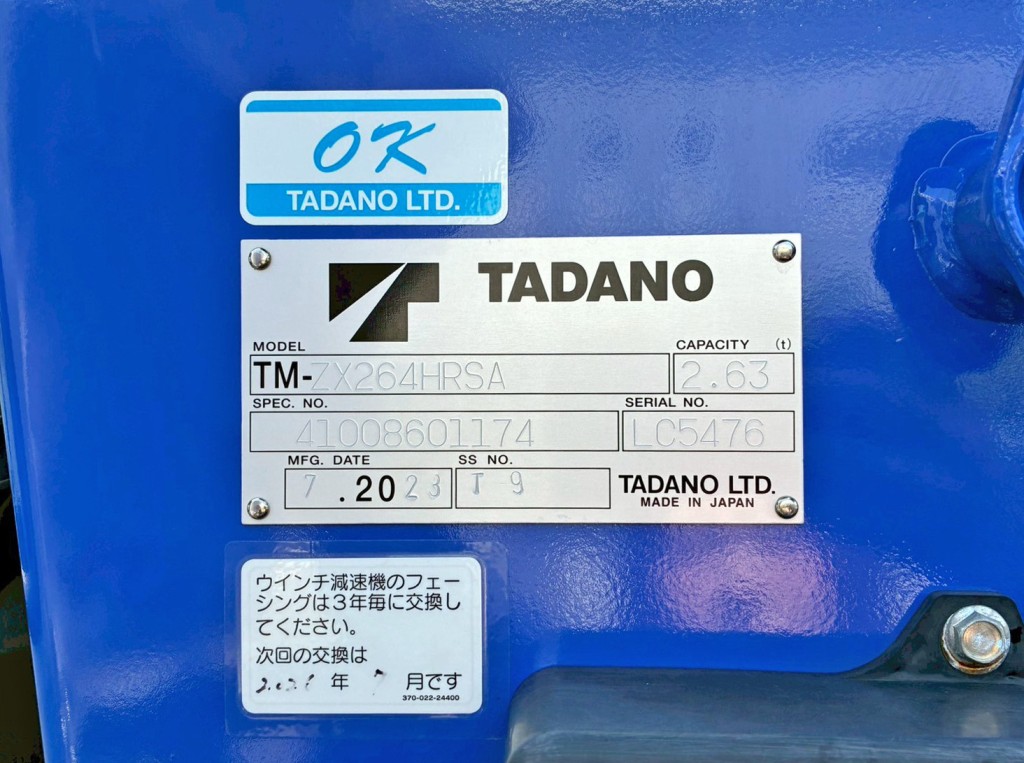 OK
TADANO LTD.
TADANO
MODEL
CAPACITY (t)
TM-ZX264HRSA
2.63
SPEC. NO.
SERIAL NO.
41008601174
LC5476
MFG. DATE
SS NO.
7 .2023
T 9
TADANO LTD.
MADE IN JAPAN
ウインチ減速機のフェー
シングは3年毎に交換し
てください。
次回の交換は
2026 年 7 月です
370-022-24400